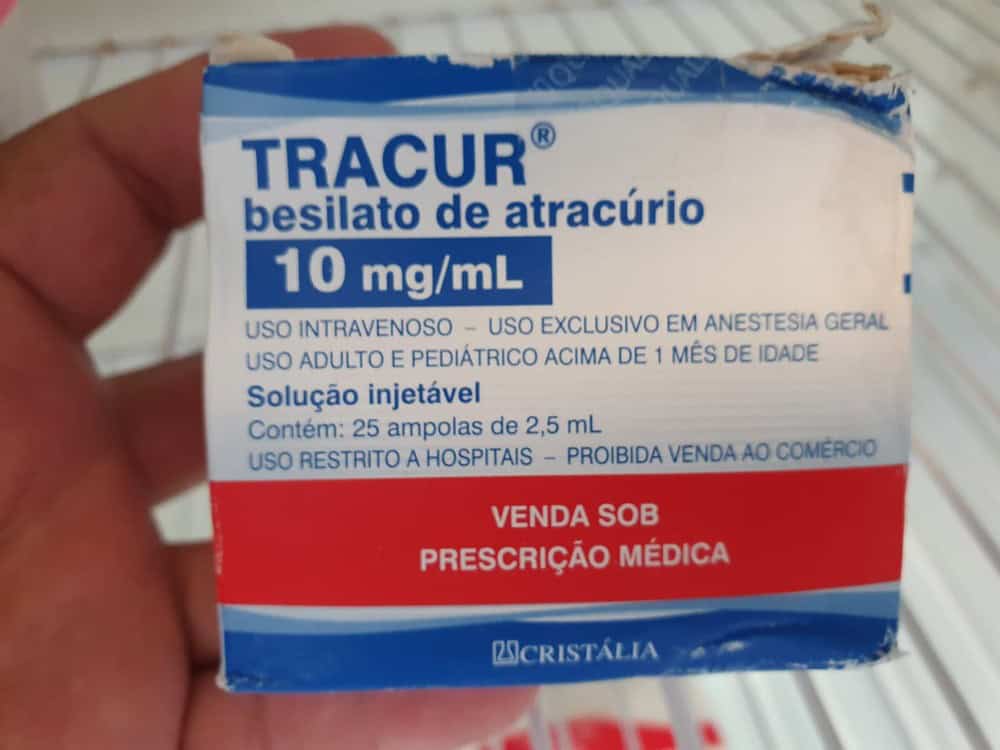 TRACUR®
besilato de atracúrio
10 mg/mL
USO INTRAVENOSO – USO EXCLUSIVO EM ANESTESIA GERAL
USO ADULTO E PEDIÁTRICO ACIMA DE 1 MÊS DE IDADE
Solução injetável
Contém: 25 ampolas de 2,5 mL
USO RESTRITO A HOSPITAIS – PROIBIDA VENDA AO COMÉRCIO
VENDA SOB
PRESCRIÇÃO MÉDICA
CRISTÁLIA